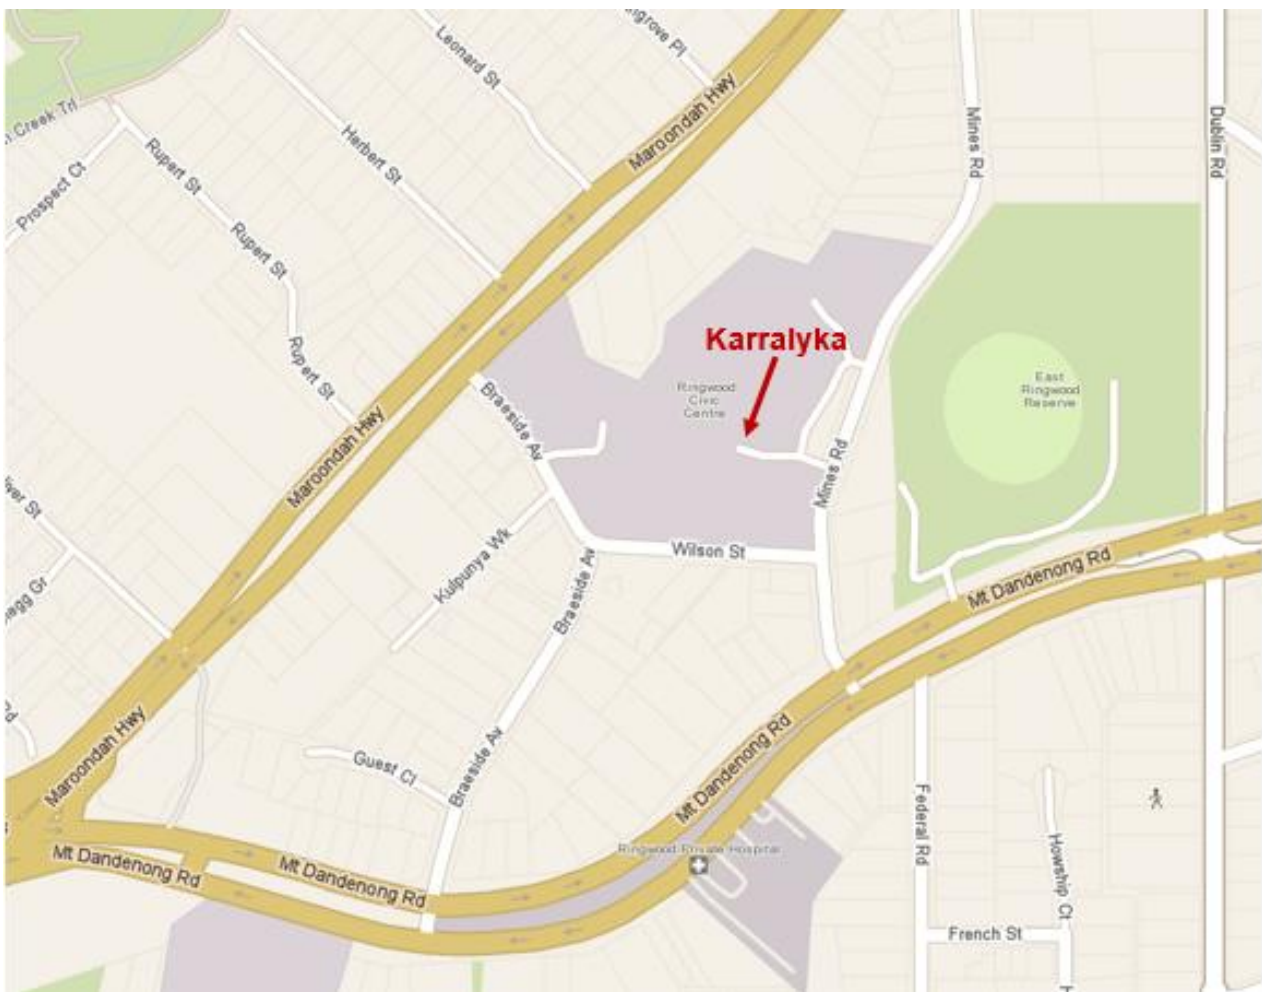 Leonard St
Maroondah Hwy
Mines Rd
Dublin Rd
Creek Trl
Herbert St
Rupert St
Prospect Ct
Rupert St
Karralyka
Rupert St
Ringwood
Civic
Centre
East
Ringwood
Reserve
Braeside Av
Maroondah Hwy
Mines Rd
Wilson St
Kulpunya Wk
Mt Dandenong Rd
Braeside Av
Gr
Maroondah Hwy
Mt Dandenong Rd
Guest Cl
Braeside Av
Federal Rd
Howship Ct
Ringwood Private Hospital
Mt Dandenong Rd
Mt Dandenong Rd
French St